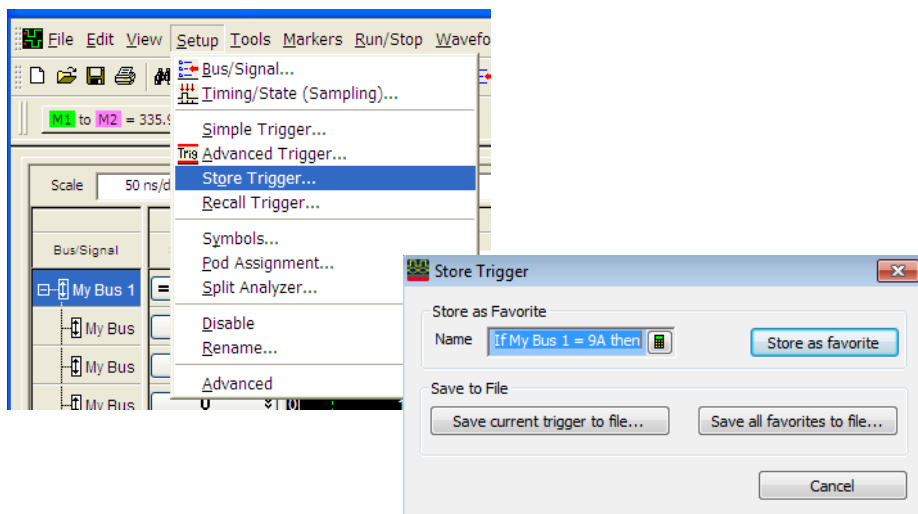 File Edit View Setup Tools Markers Run/Stop Wavefo
M1 to M2 = 335.9
Bus/Signal...
Timing/State (Sampling)...
Simple Trigger...
Trig Advanced Trigger...
Store Trigger...
Recall Trigger...
Symbols...
Pod Assignment...
Split Analyzer...
Disable
Rename...
Advanced
Scale 50 ns/d
Bus/Signal
My Bus 1 =
My Bus
My Bus
My Bus 0
Store Trigger
Store as Favorite
Name If My Bus 1 = 9A then Store as favorite
Save to File
Save current trigger to file... Save all favorites to file...
Cancel